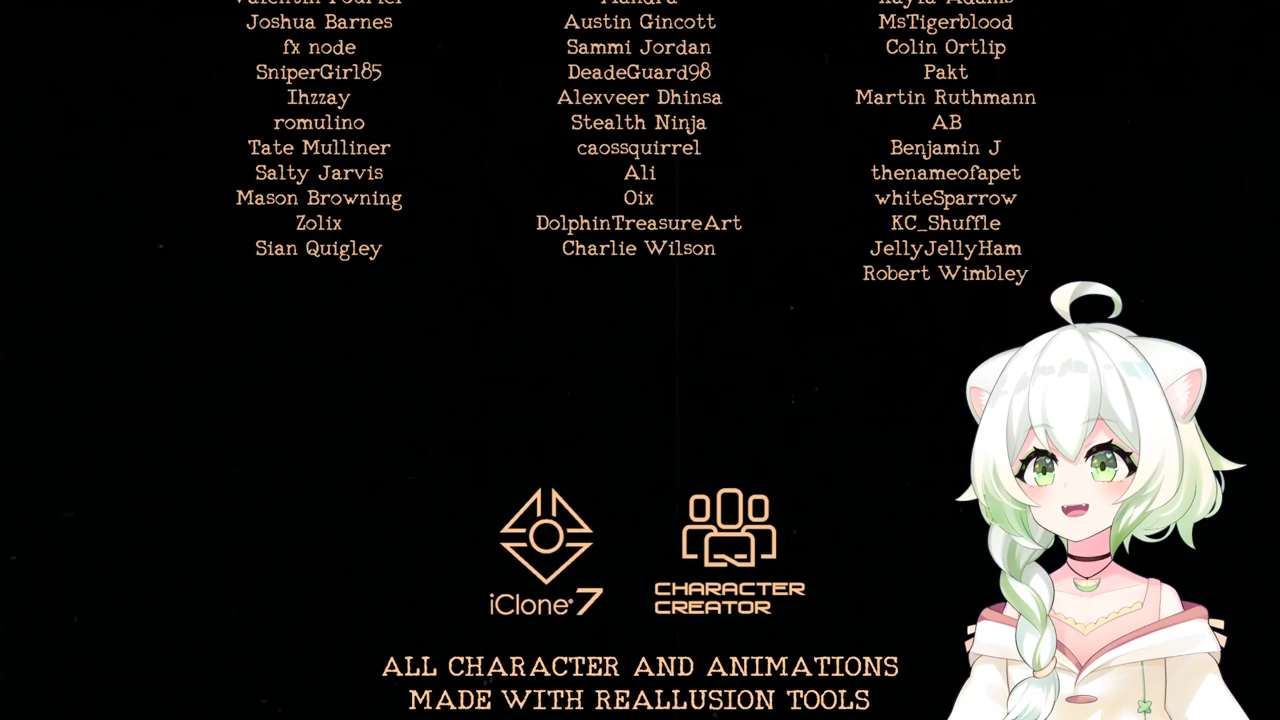 Joshua Barnes
fx node
SniperGirl85
Ihzzay
romulino
Tate Mulliner
Salty Jarvis
Mason Browning
Zolix
Sian Quigley
Austin Gincott
Sammi Jordan
DeadeGuard98
Alexveer Dhinsa
Stealth Ninja
caossquirrel
Ali
Oix
DolphinTreasureArt
Charlie Wilson
MsTigerblood
Colin Ortlip
Pakt
Martin Ruthmann
AB
Benjamin J
thenameofapet
whiteSparrow
KC_Shuffle
JellyJellyHam
Robert Wimbley
iClone®7
CHARACTER
CREATOR
ALL CHARACTER AND ANIMATIONS
MADE WITH REALLUSION TOOLS